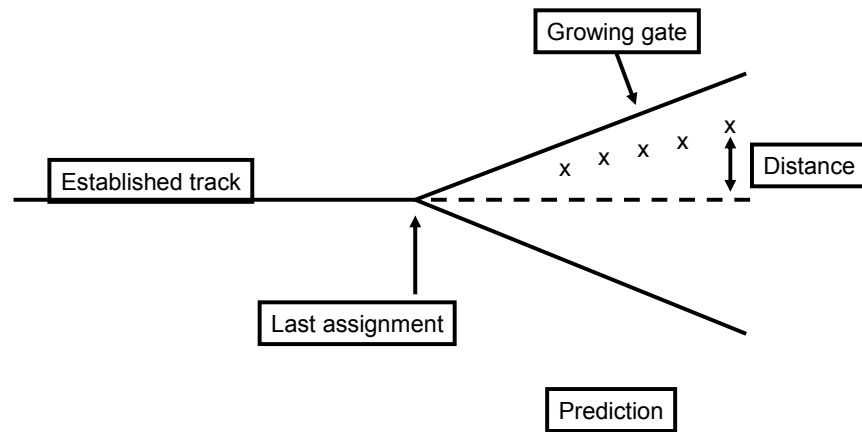 Growing gate
x x x x x
Established track
Distance
Last assignment
Prediction